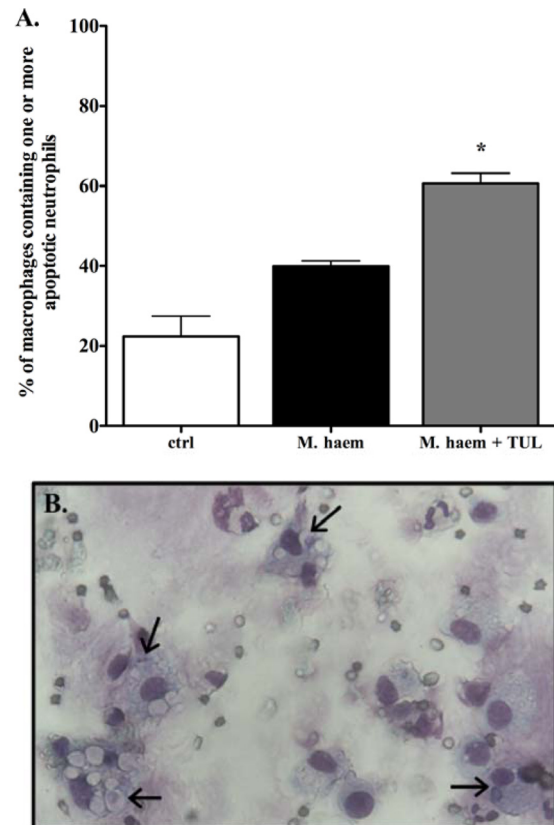 A.
% of macrophages containing one or more
apoptotic neutrophils
100
80
60
40
20
0
*
ctrl
M. haem
M. haem + TUL
B.